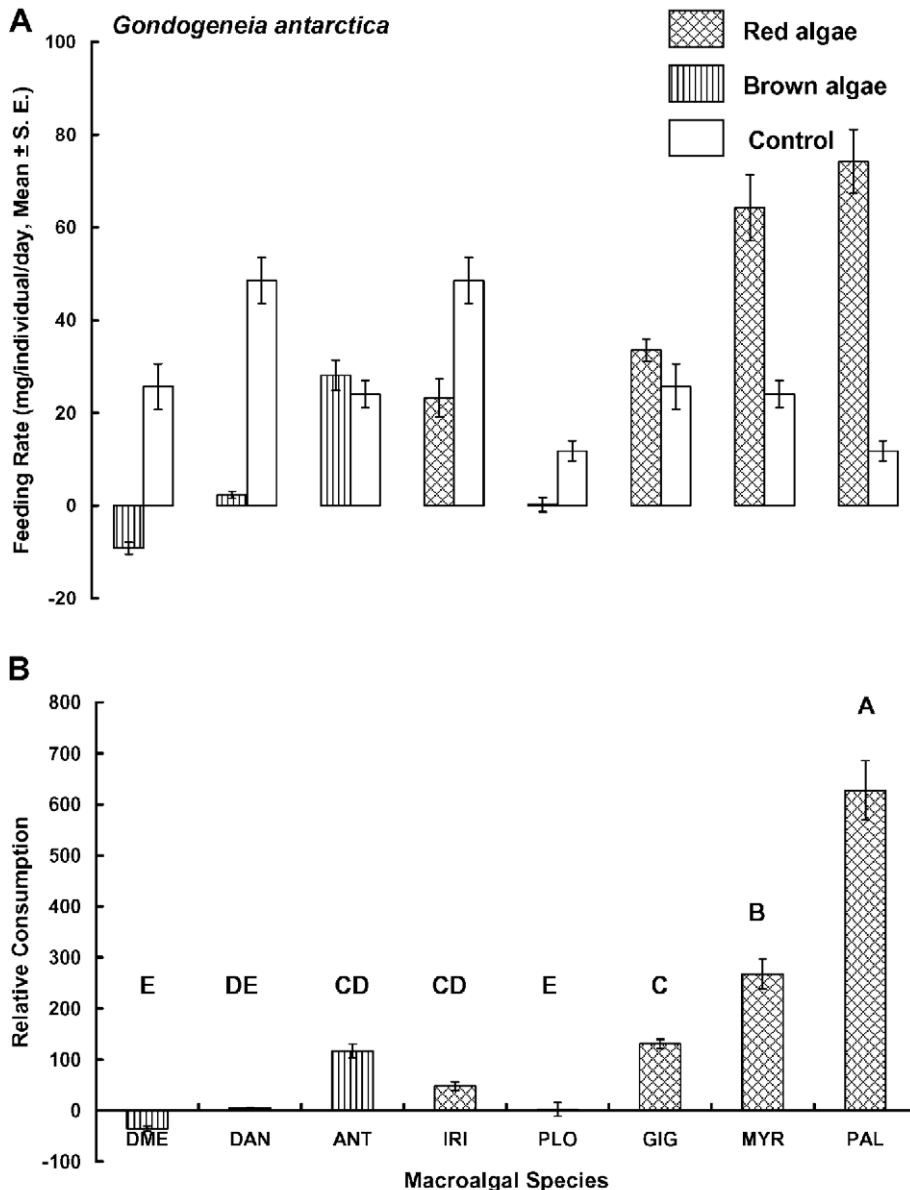 A
Gondogeneia antarctica
Red algae
Brown algae
Control
Feeding Rate (mg/individual/day, Mean ± S. E.)
100
80
60
40
20
0
-20
B
Relative Consumption
800
700
600
500
400
300
200
100
0
-100
E DE CD CD E C B A
DME DAN ANT IRI PLO GIG MYR PAL
Macroalgal Species